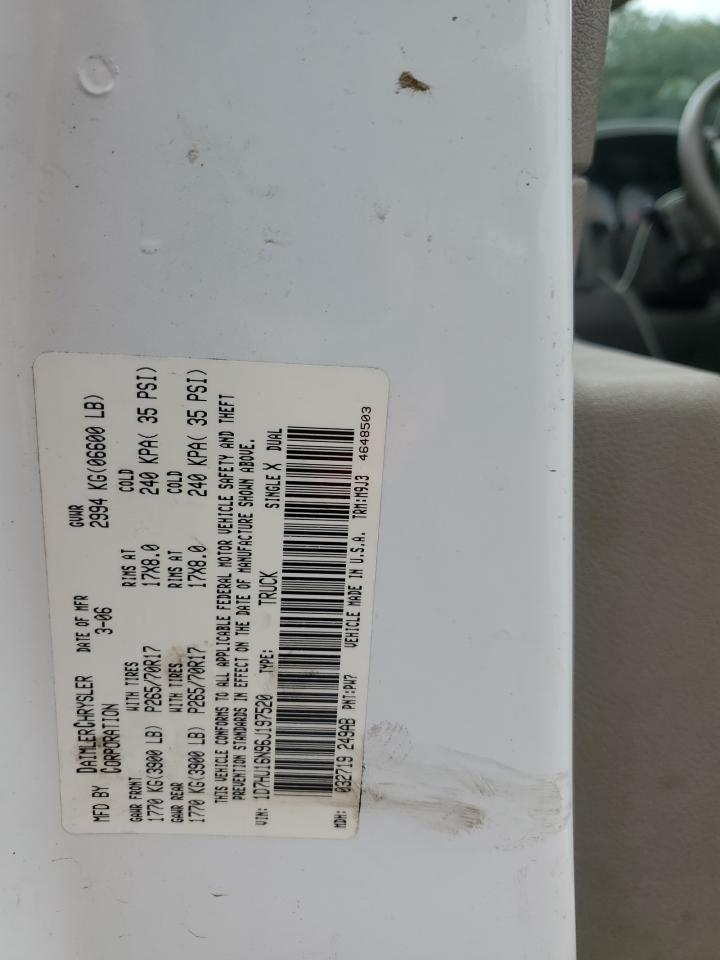 MFD BY DAIMLERCHRYSLER CORPORATION
DATE OF MFR 3-06
GVWR 2994 KG(06600 LB)
GAWR FRONT WITH TIRES RIMS AT COLD
1770 KG(3900 LB) P265/70R17 17X8.0 240 KPA( 35 PSI)
GAWR REAR WITH TIRES RIMS AT COLD
1770 KG(3900 LB) P265/70R17 17X8.0 240 KPA( 35 PSI)
THIS VEHICLE CONFORMS TO ALL APPLICABLE FEDERAL MOTOR VEHICLE SAFETY AND THEFT
PREVENTION STANDARDS IN EFFECT ON THE DATE OF MANUFACTURE SHOWN ABOVE.
VIN: 1D7HU16N96J197520 TYPE: TRUCK SINGLE X DUAL
MDH: 032719 249AB PNT:PW7 VEHICLE MADE IN U.S.A. TRM:M9J3 4648503